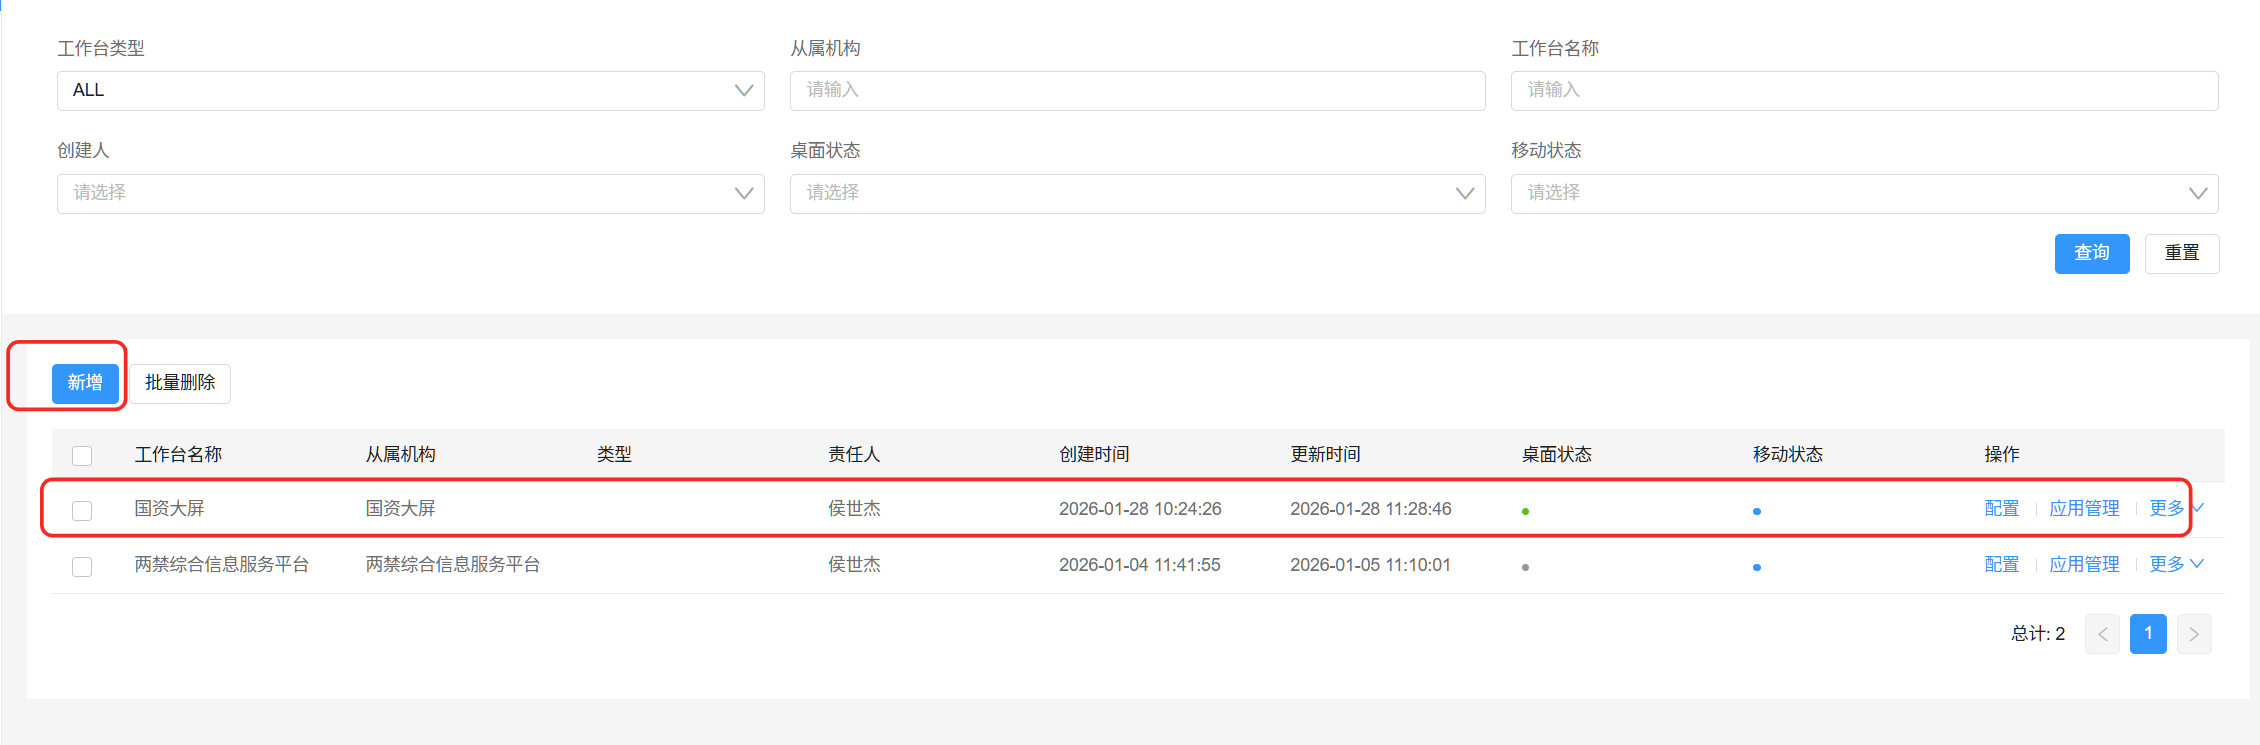 工作台类型 从属机构 工作台名称
ALL 请输入 请输入
创建人 桌面状态 移动状态
请选择 请选择 请选择
查询 重置
新增 批量删除
工作台名称 从属机构 类型 责任人 创建时间 更新时间 桌面状态 移动状态 操作
国资大屏 国资大屏 侯世杰 2026-01-28 10:24:26 2026-01-28 11:28:46 配置 应用管理 更多
两禁综合信息服务平台 两禁综合信息服务平台 侯世杰 2026-01-04 11:41:55 2026-01-05 11:10:01 配置 应用管理 更多
总计: 2 1